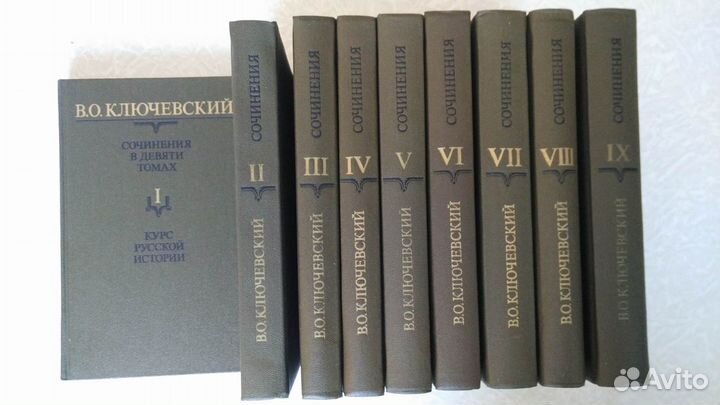 В.О. КЛЮЧЕВСКИЙ
СОЧИНЕНИЯ
В ДЕВЯТИ
ТОМАХ
I
КУРС
РУССКОЙ
ИСТОРИИ
В.О. КЛЮЧЕВСКИЙ II СОЧИНЕНИЯ
В.О. КЛЮЧЕВСКИЙ III СОЧИНЕНИЯ
В.О. КЛЮЧЕВСКИЙ IV СОЧИНЕНИЯ
В.О. КЛЮЧЕВСКИЙ V СОЧИНЕНИЯ
В.О. КЛЮЧЕВСКИЙ VI СОЧИНЕНИЯ
В.О. КЛЮЧЕВСКИЙ VII СОЧИНЕНИЯ
В.О. КЛЮЧЕВСКИЙ VIII СОЧИНЕНИЯ
В.О. КЛЮЧЕВСКИЙ IX СОЧИНЕНИЯ
Avito